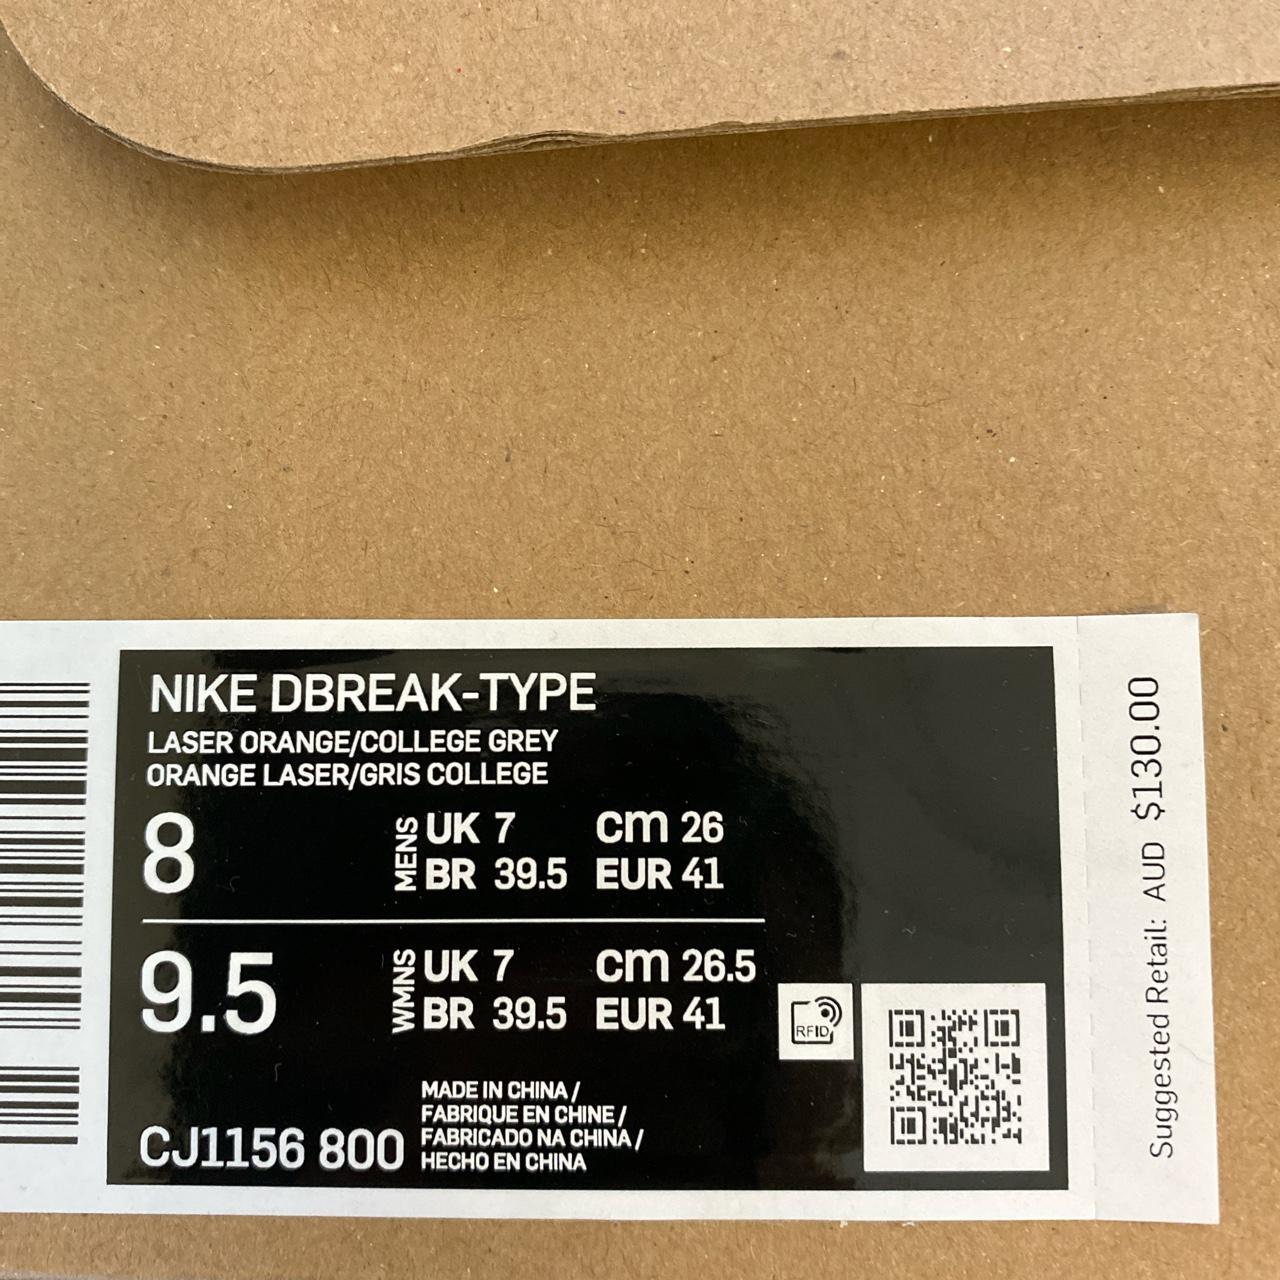 NIKE DBREAK-TYPE
LASER ORANGE/COLLEGE GREY
ORANGE LASER/GRIS COLLEGE
8
MENS
UK 7 cm 26
BR 39.5 EUR 41
9.5
WMNS
UK 7 cm 26.5
BR 39.5 EUR 41
RFID
CJ1156 800
MADE IN CHINA /
FABRIQUE EN CHINE /
FABRICADO NA CHINA /
HECHO EN CHINA
Suggested Retail: AUD $130.00